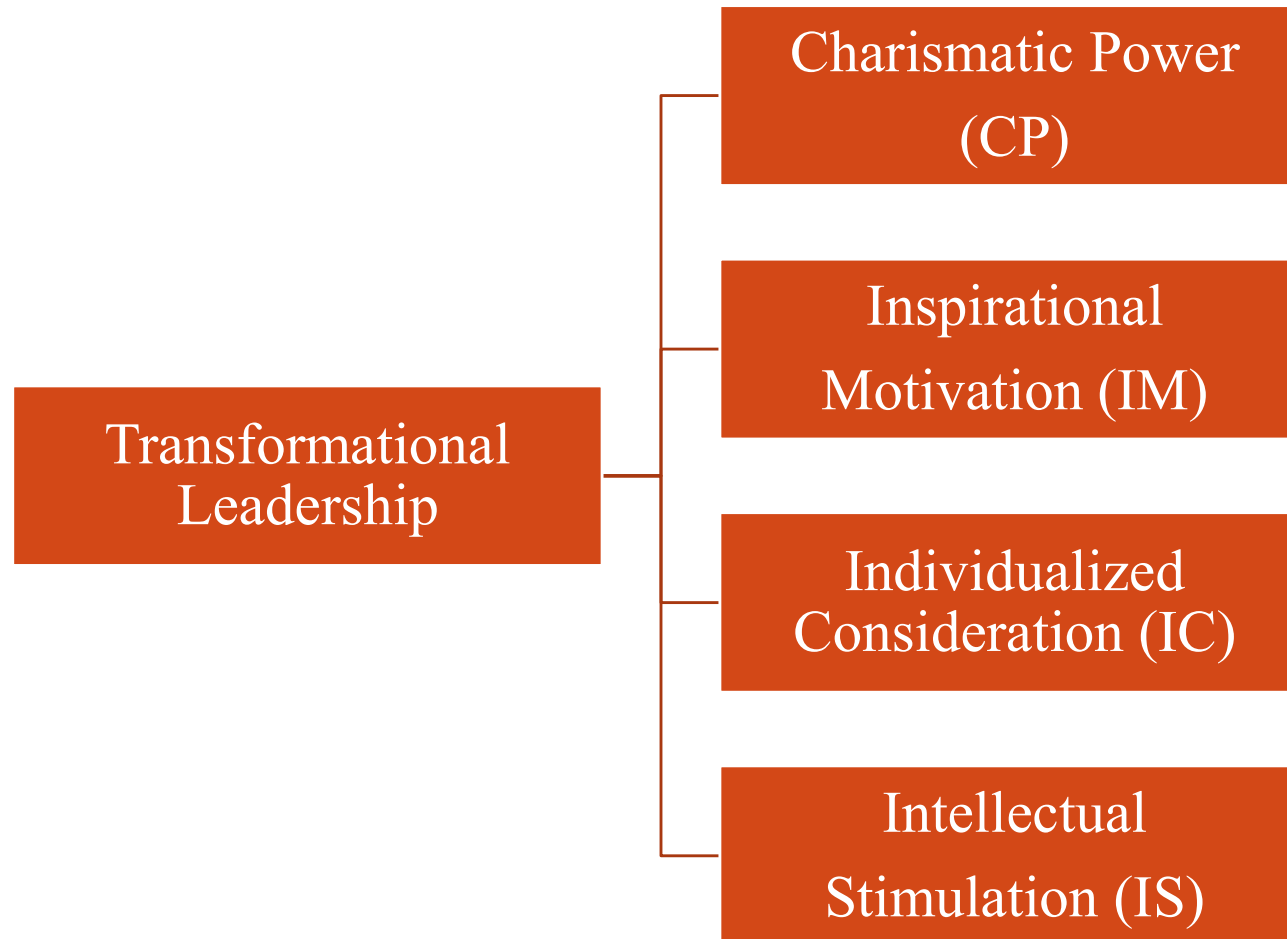 Charismatic Power
(CP)
Inspirational
Motivation (IM)
Transformational
Leadership
Individualized
Consideration (IC)
Intellectual
Stimulation (IS)